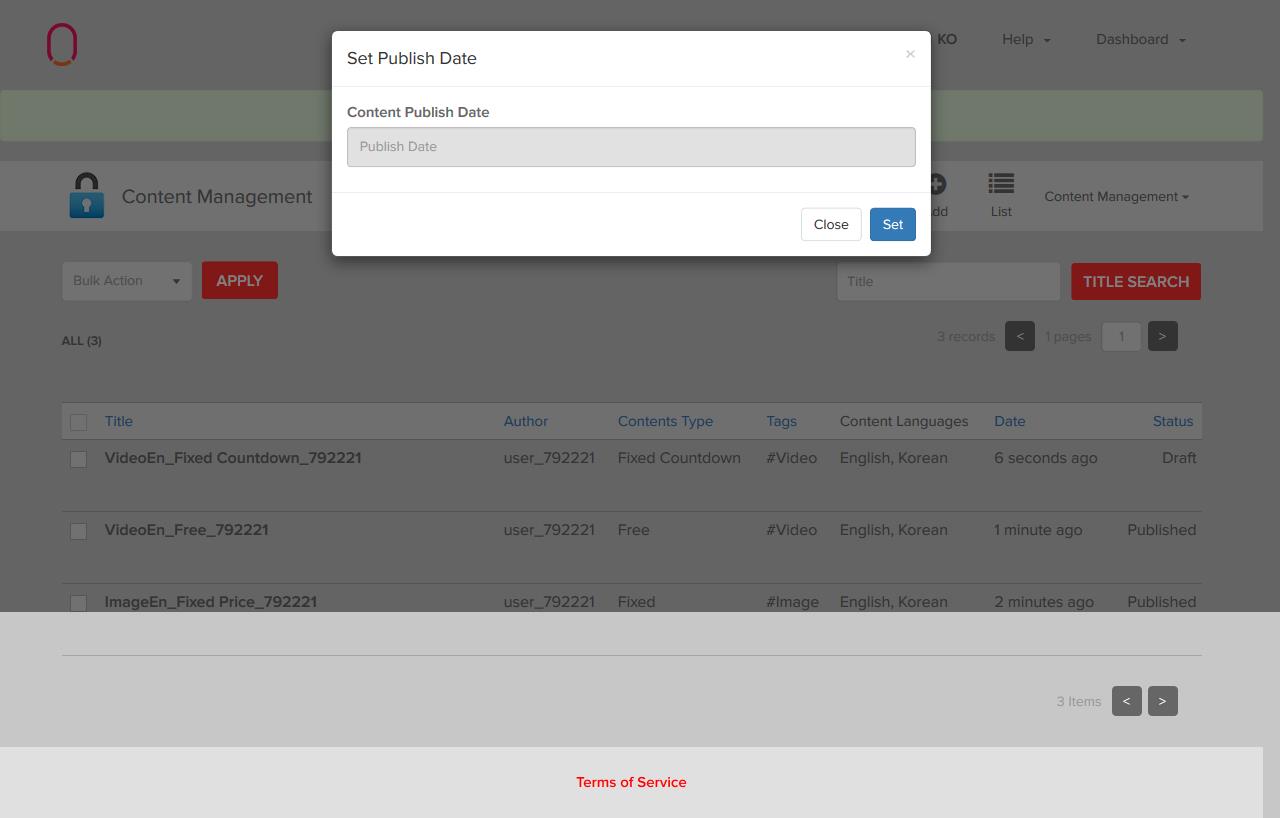 KO
Help
Dashboard
Set Publish Date
×
Content Publish Date
Publish Date
Close
Set
Content Management
List
Content Management
Bulk Action
APPLY
Title
TITLE SEARCH
ALL (3)
3 records < 1 pages 1 >
Title Author Contents Type Tags Content Languages Date Status
VideoEn_Fixed Countdown_792221 user_792221 Fixed Countdown #Video English, Korean 6 seconds ago Draft
VideoEn_Free_792221 user_792221 Free #Video English, Korean 1 minute ago Published
ImageEn_Fixed Price_792221 user_792221 Fixed #Image English, Korean 2 minutes ago Published
3 Items < >
Terms of Service